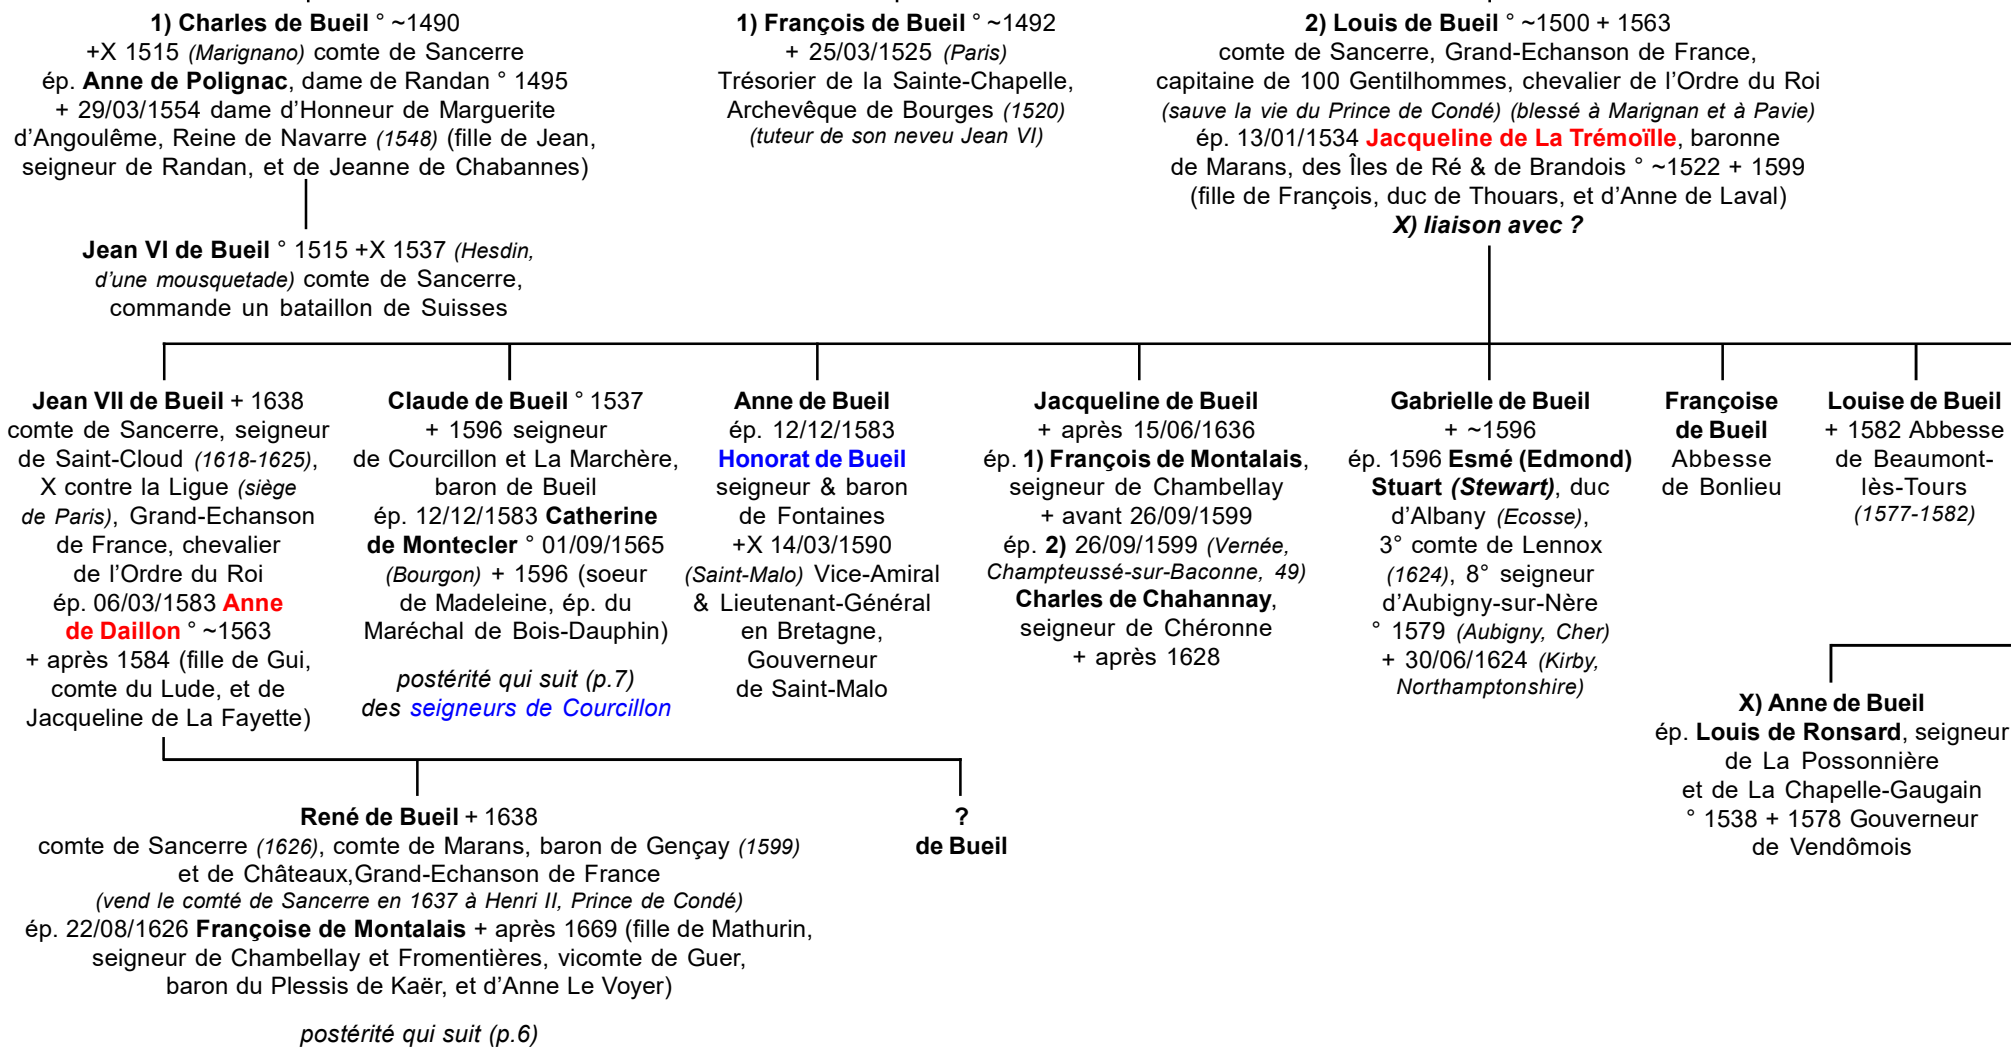 1) Charles de Bueil ° ~1490
+X 1515 (Marignano) comte de Sancerre
ép. Anne de Polignac, dame de Randan ° 1495
+ 29/03/1554 dame d’Honneur de Marguerite
d’Angoulême, Reine de Navarre (1548) (fille de Jean,
seigneur de Randan, et de Jeanne de Chabannes)
1) François de Bueil ° ~1492
+ 25/03/1525 (Paris)
Trésorier de la Sainte-Chapelle,
Archevêque de Bourges (1520)
(tuteur de son neveu Jean VI)
2) Louis de Bueil ° ~1500 + 1563
comte de Sancerre, Grand-Echanson de France,
capitaine de 100 Gentilhommes, chevalier de l’Ordre du Roi
(sauve la vie du Prince de Condé) (blessé à Marignan et à Pavie)
ép. 13/01/1534 Jacqueline de La Trémoïlle, baronne
de Marans, des Îles de Ré & de Brandois ° ~1522 + 1599
(fille de François, duc de Thouars, et d’Anne de Laval)
X) liaison avec ?
Jean VI de Bueil ° 1515 +X 1537 (Hesdin,
d’une mousquetade) comte de Sancerre,
commande un bataillon de Suisses
Jean VII de Bueil + 1638
comte de Sancerre, seigneur
de Saint-Cloud (1618-1625),
X contre la Ligue (siège
de Paris), Grand-Echanson
de France, chevalier
de l’Ordre du Roi
ép. 06/03/1583 Anne
de Daillon ° ~1563
+ après 1584 (fille de Gui,
comte du Lude, et de
Jacqueline de La Fayette)
Claude de Bueil ° 1537
+ 1596 seigneur
de Courcillon et La Marchère,
baron de Bueil
ép. 12/12/1583 Catherine
de Montecler ° 01/09/1565
(Bourgon) + 1596 (soeur
de Madeleine, ép. du
Maréchal de Bois-Dauphin)
postérité qui suit (p.7)
des seigneurs de Courcillon
Anne de Bueil
ép. 12/12/1583
Honorat de Bueil
seigneur & baron
de Fontaines
+X 14/03/1590
(Saint-Malo) Vice-Amiral
& Lieutenant-Général
en Bretagne,
Gouverneur
de Saint-Malo
Jacqueline de Bueil
+ après 15/06/1636
ép. 1) François de Montalais,
seigneur de Chambellay
+ avant 26/09/1599
ép. 2) 26/09/1599 (Vernée,
Champteussé-sur-Baconne, 49)
Charles de Chahannay,
seigneur de Chéronne
+ après 1628
Gabrielle de Bueil
+ ~1596
ép. 1596 Esmé (Edmond)
Stuart (Stewart), duc
d’Albany (Ecosse),
3° comte de Lennox
(1624), 8° seigneur
d’Aubigny-sur-Nère
° 1579 (Aubigny, Cher)
+ 30/06/1624 (Kirby,
Northamptonshire)
Françoise
de Bueil
Abbesse
de Bonlieu
Louise de Bueil
+ 1582 Abbesse
de Beaumont-
lès-Tours
(1577-1582)
X) Anne de Bueil
ép. Louis de Ronsard, seigneur
de La Possonnière
et de La Chapelle-Gaugain
° 1538 + 1578 Gouverneur
de Vendômois
René de Bueil + 1638
comte de Sancerre (1626), comte de Marans, baron de Gençay (1599)
et de Châteaux,Grand-Echanson de France
(vend le comté de Sancerre en 1637 à Henri II, Prince de Condé)
ép. 22/08/1626 Françoise de Montalais + après 1669 (fille de Mathurin,
seigneur de Chambellay et Fromentières, vicomte de Guer,
baron du Plessis de Kaër, et d’Anne Le Voyer)
postérité qui suit (p.6)
?
de Bueil